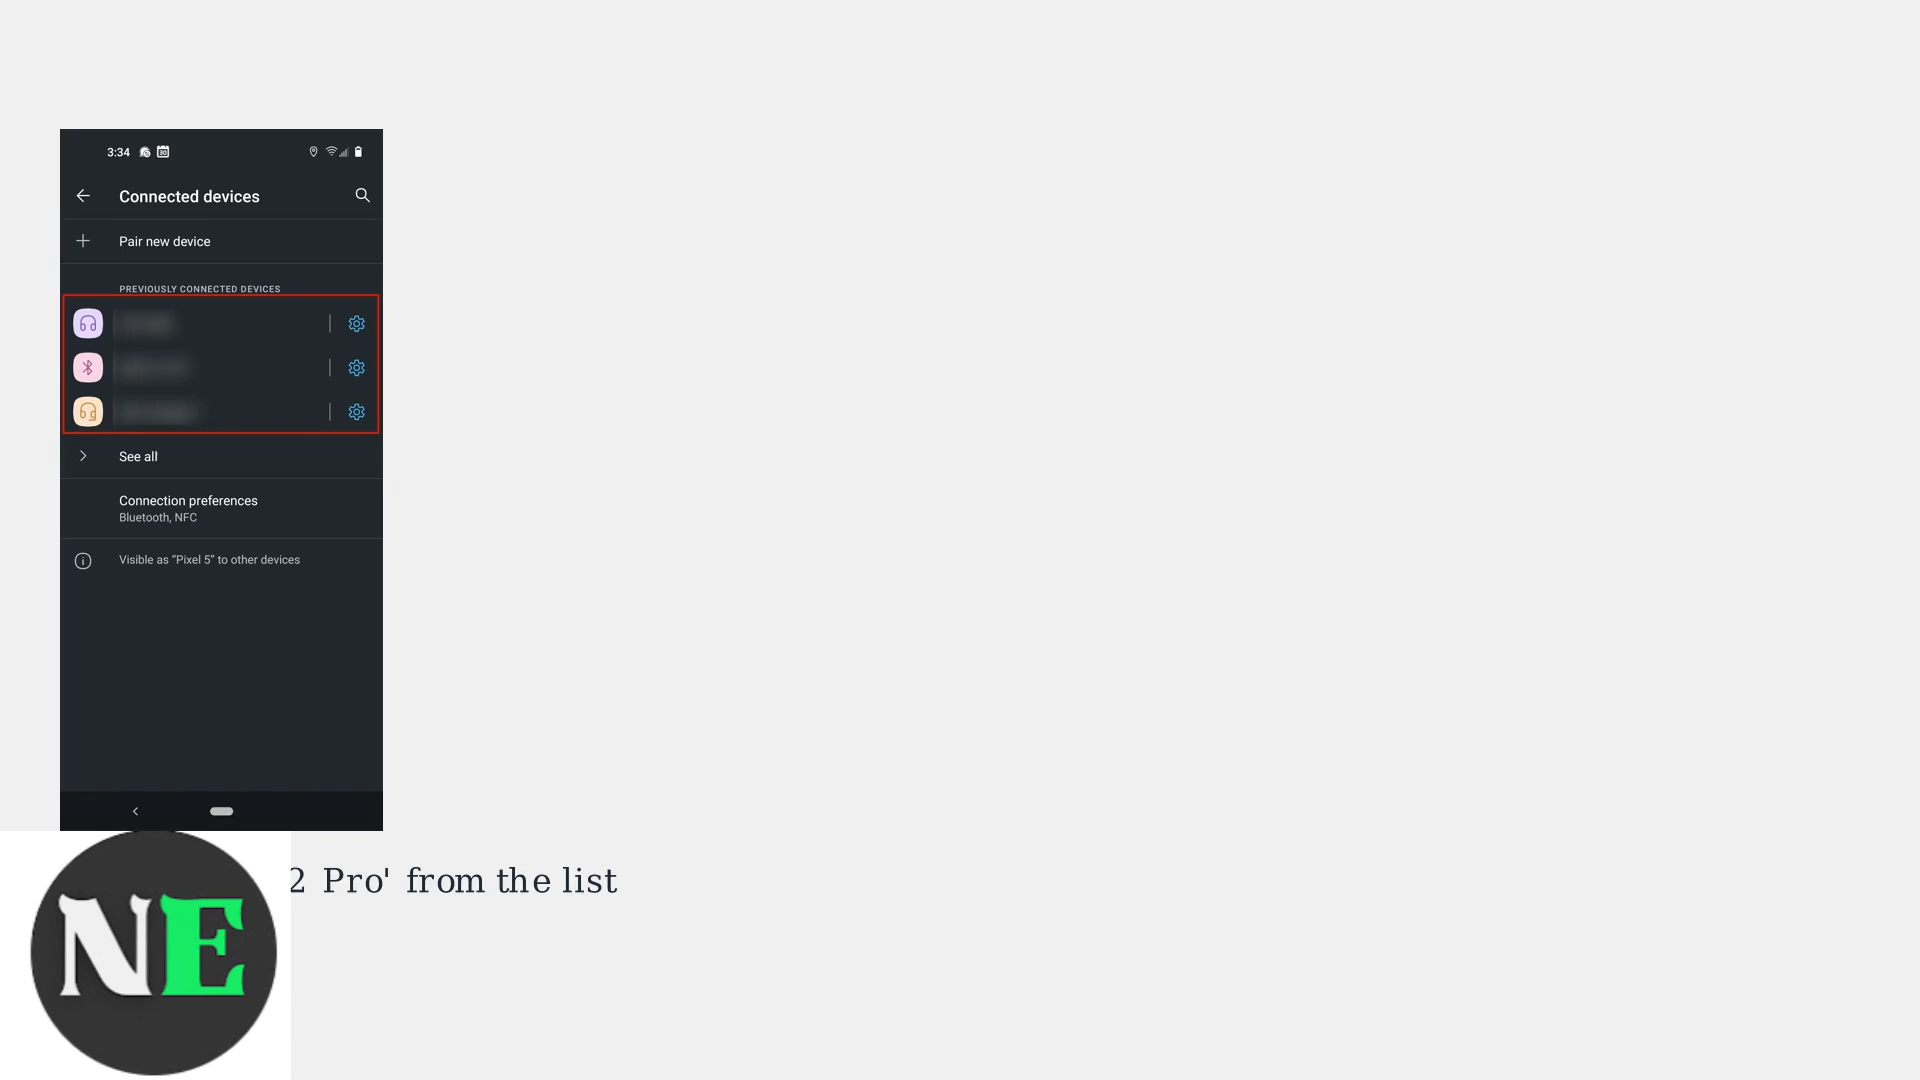 3:34
Connected devices
Pair new device
PREVIOUSLY CONNECTED DEVICES
See all
Connection preferences
Bluetooth, NFC
Visible as “Pixel 5” to other devices
2 Pro' from the list
NE